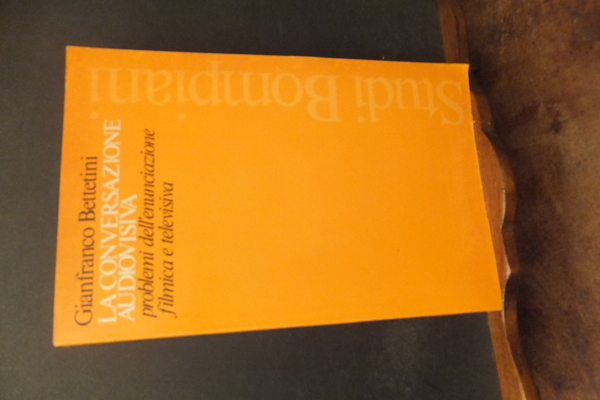 Gianfranco Bettetini
LA CONVERSAZIONE
AUDIOVISIVA
problemi dell'enunciazione
filmica e televisiva
Studi Bompiani